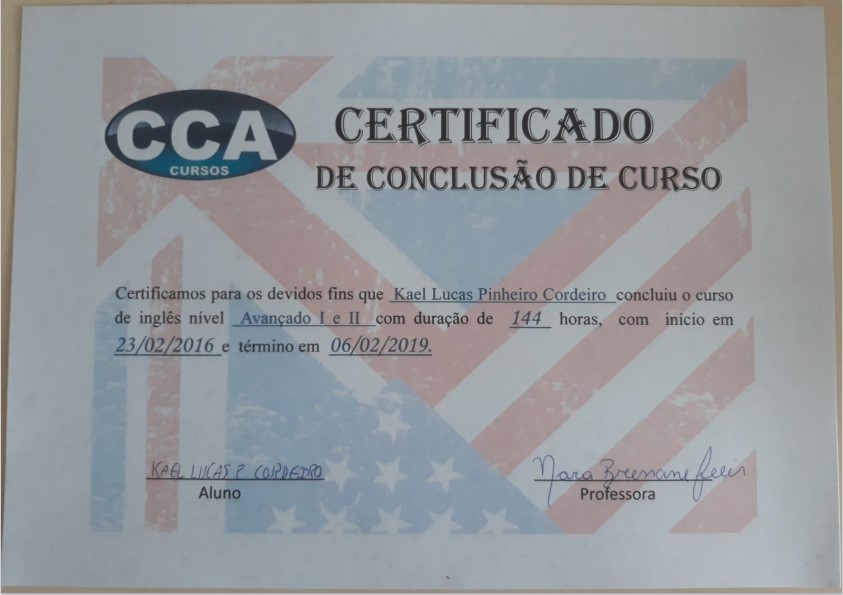 CCA
CURSOS
CERTIFICADO
DE CONCLUSÃO DE CURSO
Certificamos para os devidos fins que Kael Lucas Pinheiro Cordeiro concluiu o curso
de inglês nível Avançado I e II com duração de 144 horas, com início em
23/02/2016 e término em 06/02/2019.
KAEL LUCAS P. CORDEIRO
Aluno
Nara
Professora